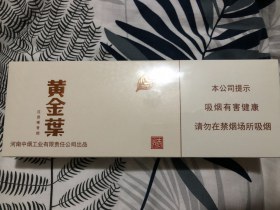 黄金葉
河南中烟工业有限责任公司出品
本公司提示
吸烟有害健康
请勿在禁烟场所吸烟